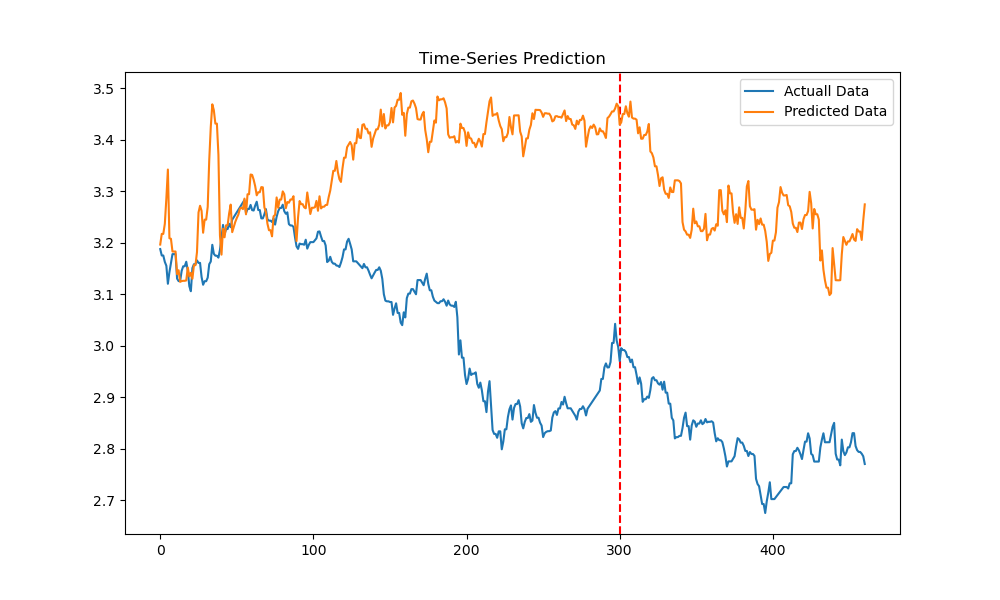 Time-Series Prediction
Actuall Data
Predicted Data
3.5
3.4
3.3
3.2
3.1
3.0
2.9
2.8
2.7
0 100 200 300 400